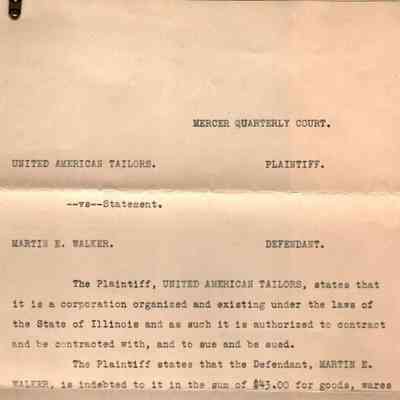 MERCER QUARTERLY COURT.
UNITED AMERICAN TAILORS. PLAINTIFF.
--vs--Statement.
MARTIN E. WALKER. DEFENDANT.
The Plaintiff, UNITED AMERICAN TAILORS, states that
it is a corporation organized and existing under the laws of
the State of Illinois and as such it is authorized to contract
and be contracted with, and to sue and be sued.
The Plaintiff states that the Defendant, MARTIN E.
WALKER, is indebted to it in the sum of $43.00 for goods, wares